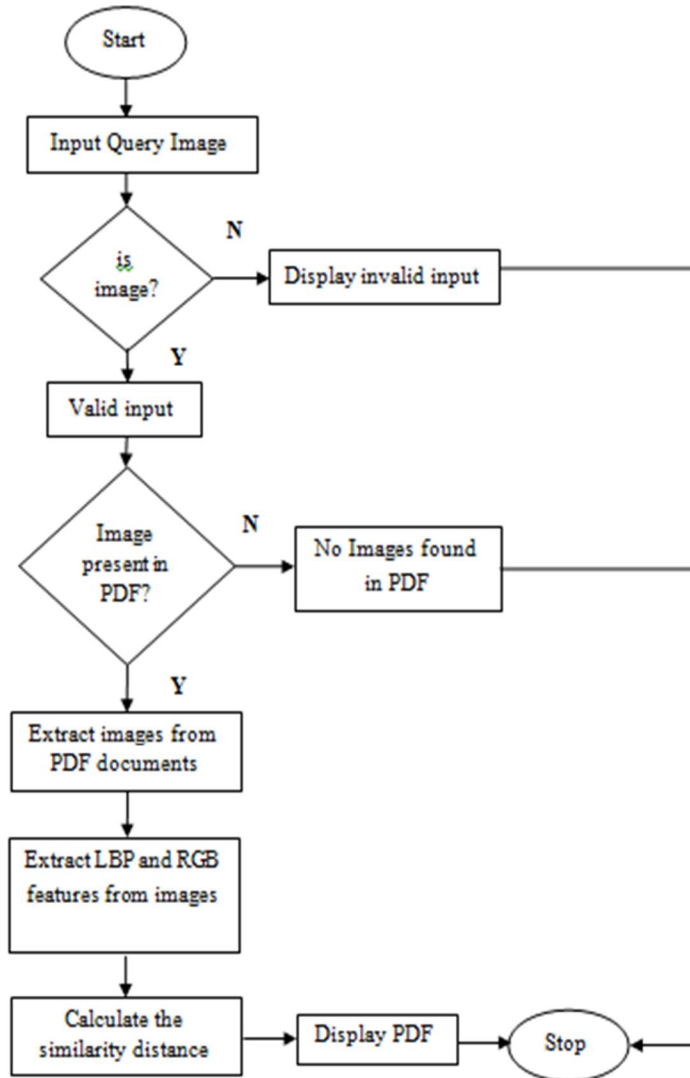 Start
Input Query Image
is
image?
N
Display invalid input
Y
Valid input
Image
present in
PDF?
N
No Images found
in PDF
Y
Extract images from
PDF documents
Extract LBP and RGB
features from images
Calculate the
similarity distance
Display PDF
Stop